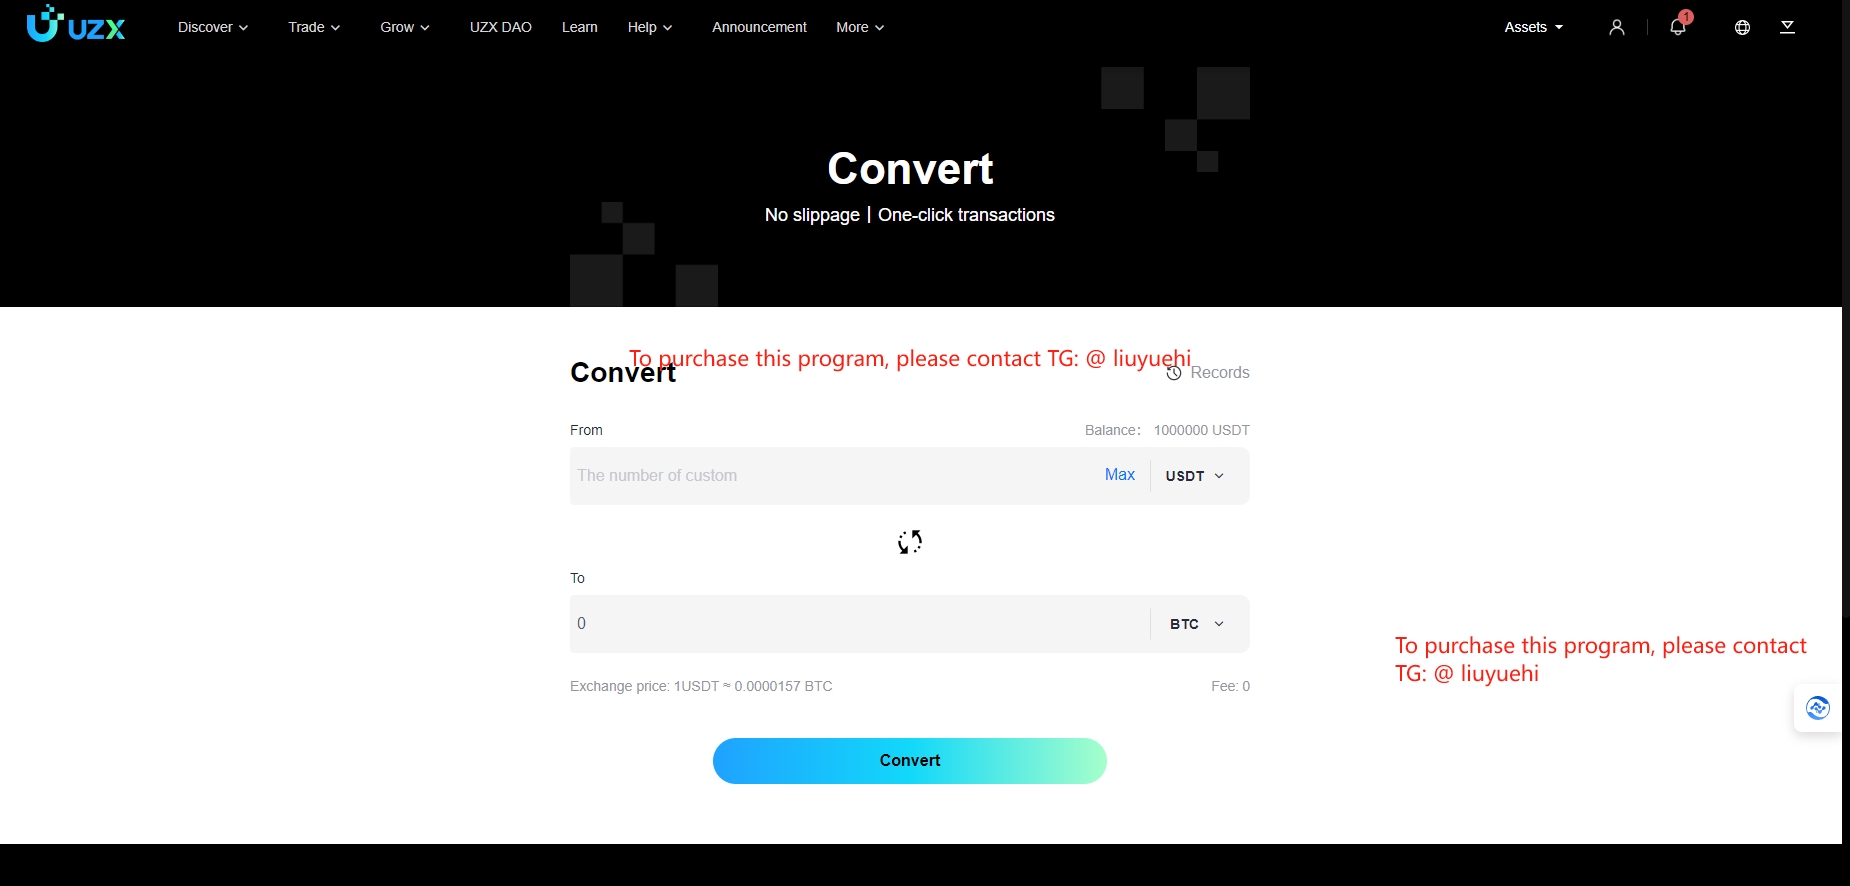 UZX
Discover
Trade
Grow
UZX DAO
Learn
Help
Announcement
More
Assets
1
Convert
No slippage | One-click transactions
To purchase this program, please contact TG: @ liuyuehi
Convert
Records
From
Balance: 1000000 USDT
The number of custom
Max
USDT
To
0
BTC
To purchase this program, please contact
TG: @ liuyuehi
Exchange price: 1USDT ≈ 0.0000157 BTC
Fee: 0
Convert